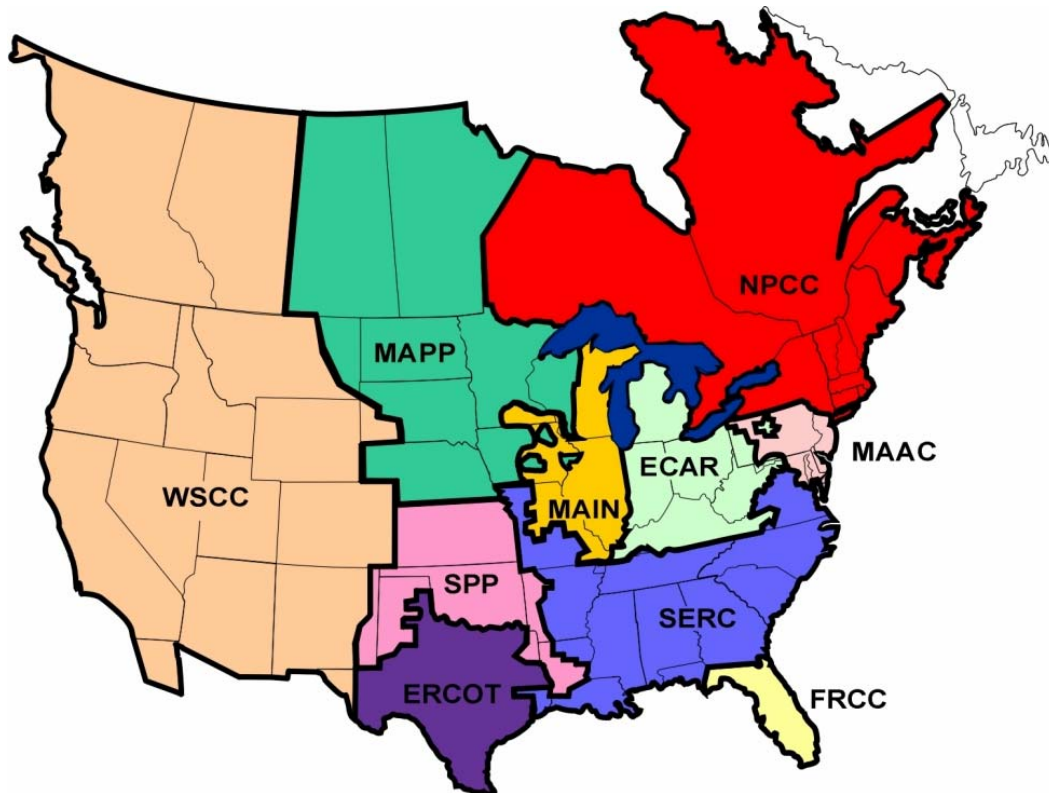 NPCC
MAPP
MAAC
ECAR
WSCC
MAIN
SPP
SERC
ERCOT
FRCC